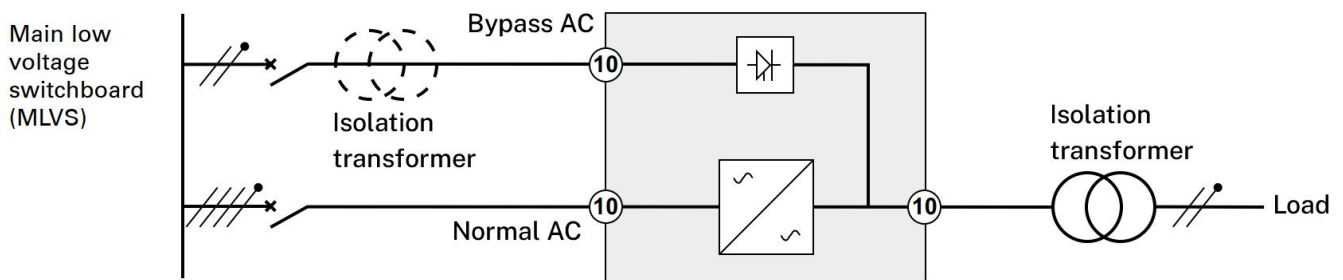 Main low
voltage
switchboard
(MLVS)
Bypass AC
10
Isolation
transformer
10
Normal AC
10
Isolation
transformer
Load